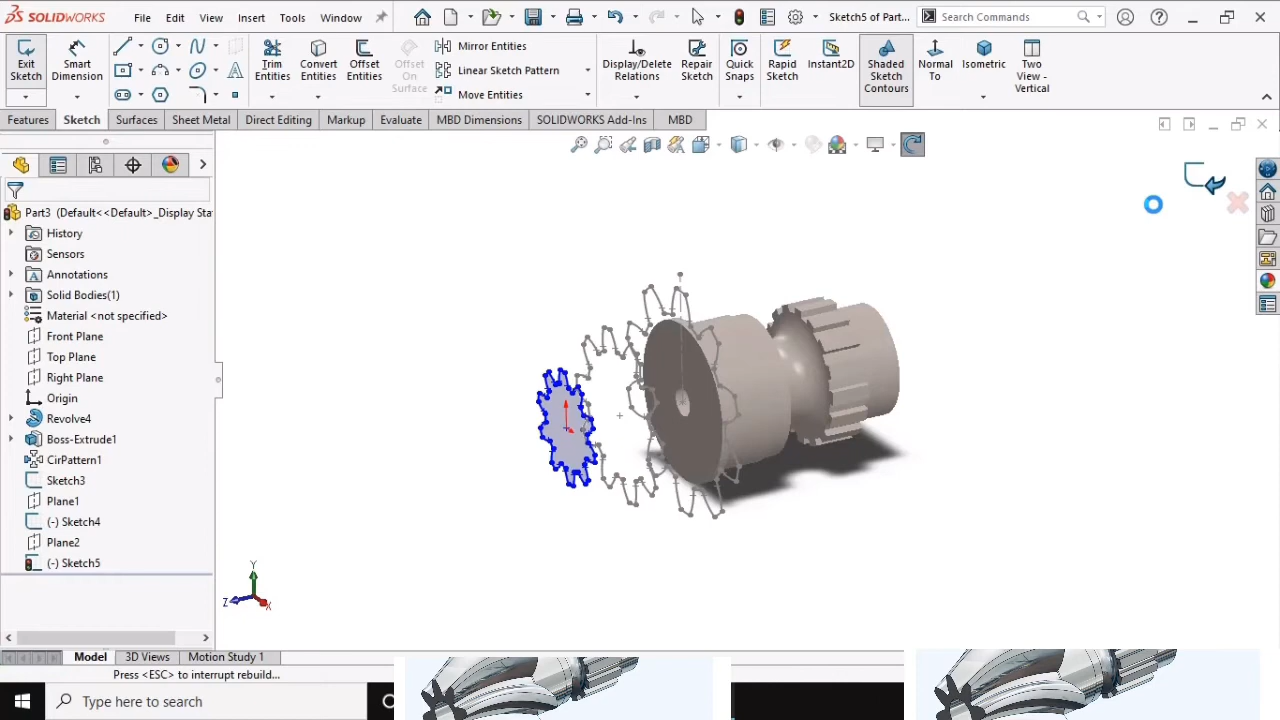 SOLIDWORKS File Edit View Insert Tools Window Sketch5 of Part... Search Commands
Exit Sketch
Smart Dimension
Trim Entities
Convert Entities
Offset Entities
Offset On Surface
Mirror Entities
Linear Sketch Pattern
Move Entities
Display/Delete Relations
Repair Sketch
Quick Snaps
Rapid Sketch
Instant2D
Shaded Sketch Contours
Normal To
Isometric
Two View - Vertical
Features Sketch Surfaces Sheet Metal Direct Editing Markup Evaluate MBD Dimensions SOLIDWORKS Add-Ins MBD
Part3 (Default<<Default>_Display Sta
History
Sensors
Annotations
Solid Bodies(1)
Material <not specified>
Front Plane
Top Plane
Right Plane
Origin
Revolve4
Boss-Extrude1
CirPattern1
Sketch3
Plane1
(-) Sketch4
Plane2
(-) Sketch5
Y
Z
X
Model 3D Views Motion Study 1
Press <ESC> to interrupt rebuild...
Type here to search